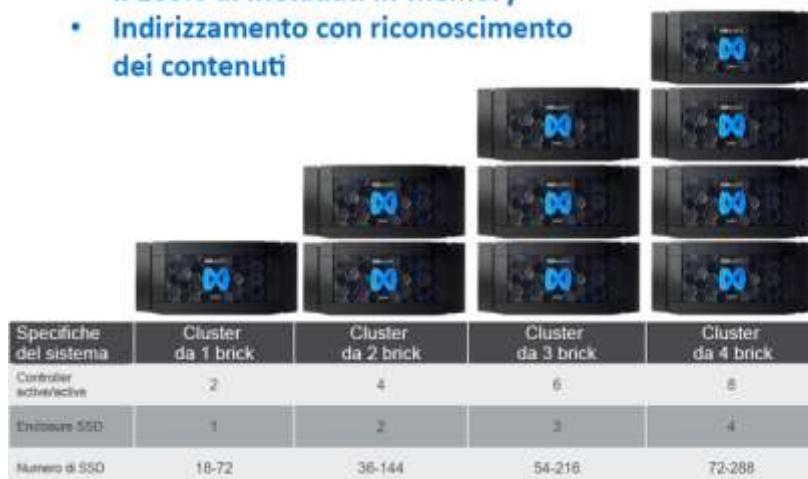 • Indirizzamento con riconoscimento
dei contenuti
Specifiche
del sistema
Cluster
da 1 brick
Cluster
da 2 brick
Cluster
da 3 brick
Cluster
da 4 brick
Controller
active/active
2
4
6
8
Enclosure SSD
1
2
3
4
Numero di SSD
18-72
36-144
54-216
72-288